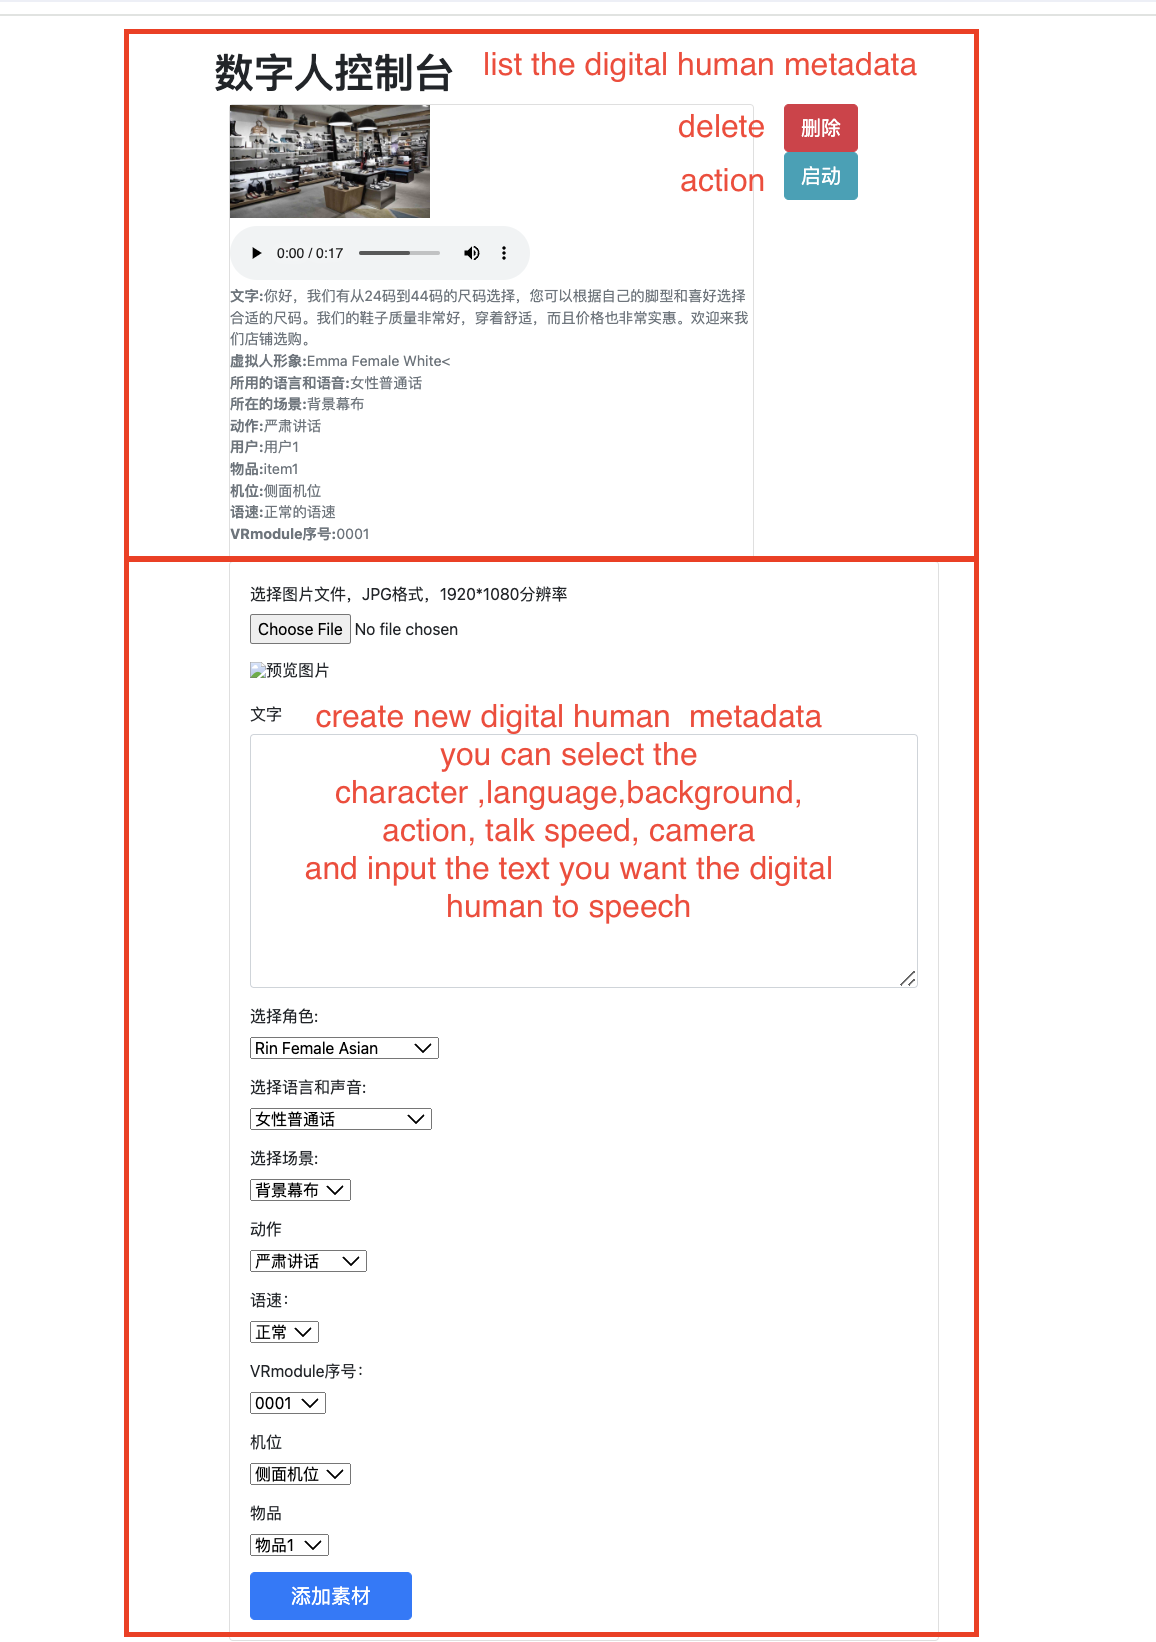 数字人控制台 list the digital human metadata
delete 删除
action 启动
0:00 / 0:17
文字:你好，我们有从24码到44码的尺码选择，您可以根据自己的脚型和喜好选择
合适的尺码。我们的鞋子质量非常好，穿着舒适，而且价格也非常实惠。欢迎来我
们店铺选购。
虚拟人形象:Emma Female White<
所用的语言和语音:女性普通话
所在的场景:背景幕布
动作:严肃讲话
用户:用户1
物品:item1
机位:侧面机位
语速:正常的语速
VRmodule序号:0001
选择图片文件，JPG格式，1920*1080分辨率
Choose File No file chosen
预览图片
文字
create new digital human metadata
you can select the
character ,language,background,
action, talk speed, camera
and input the text you want the digital
human to speech
选择角色:
Rin Female Asian
选择语言和声音:
女性普通话
选择场景:
背景幕布
动作
严肃讲话
语速：
正常
VRmodule序号：
0001
机位
侧面机位
物品
物品1
添加素材